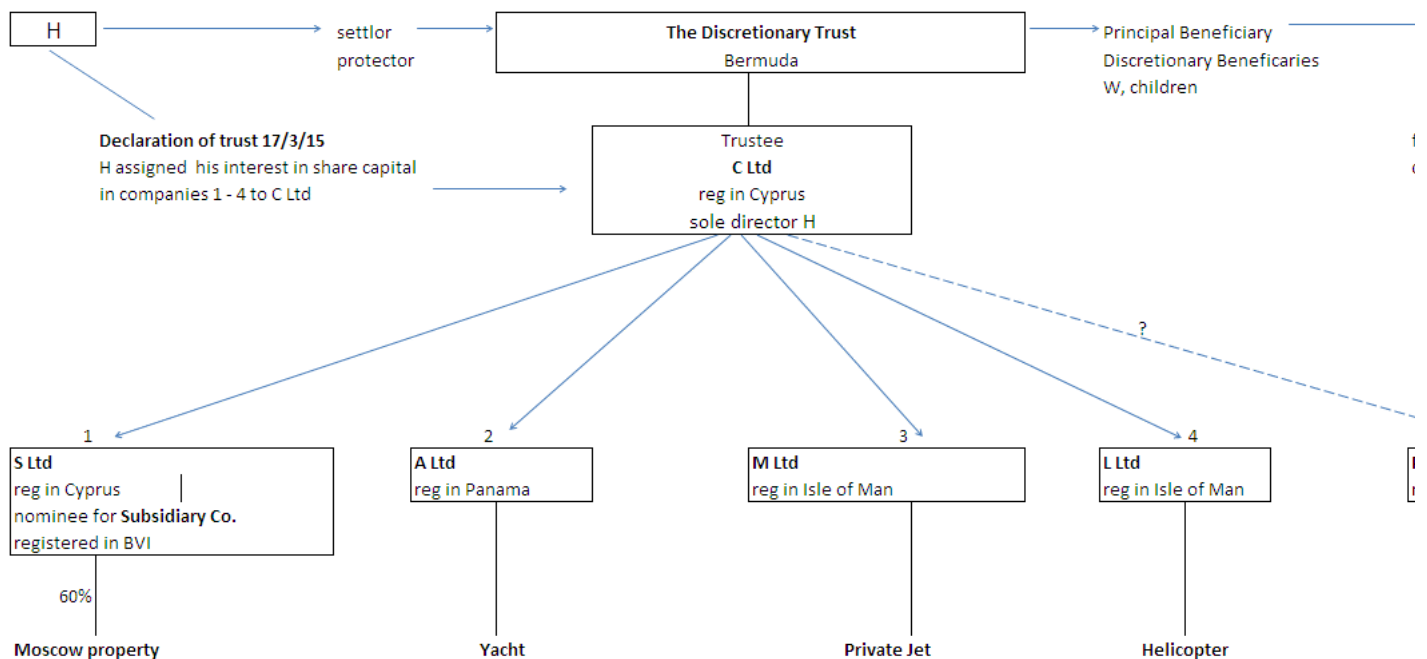 H
settlor
protector
The Discretionary Trust
Bermuda
Principal Beneficiary
Discretionary Beneficaries
W, children
Declaration of trust 17/3/15
H assigned his interest in share capital
in companies 1 - 4 to C Ltd
Trustee
C Ltd
reg in Cyprus
sole director H
?
1
2
3
4
S Ltd
reg in Cyprus
nominee for Subsidiary Co.
registered in BVI
A Ltd
reg in Panama
M Ltd
reg in Isle of Man
L Ltd
reg in Isle of Man
60%
Moscow property
Yacht
Private Jet
Helicopter